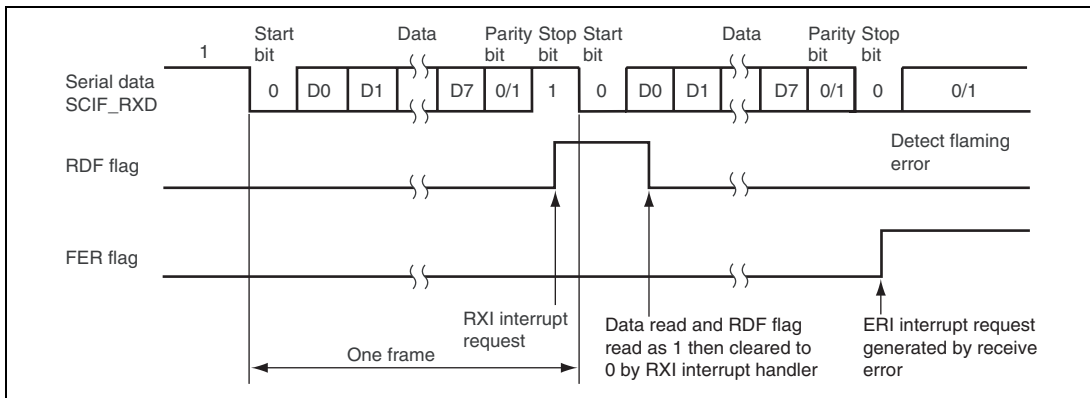 Start bit Data Parity bit Stop bit Start bit Data Parity bit Stop bit
1
Serial data
SCIF_RXD
0 D0 D1 D7 0/1 1 0 D0 D1 D7 0/1 0 0/1
Detect flaming
error
RDF flag
FER flag
RXI interrupt
request
Data read and RDF flag
read as 1 then cleared to
0 by RXI interrupt handler
ERI interrupt request
generated by receive
error
One frame